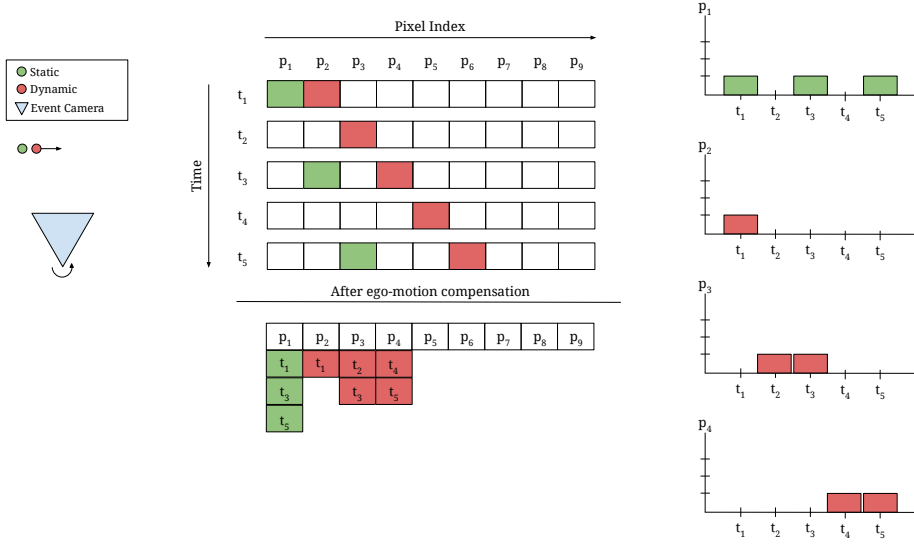 Static
Dynamic
Event Camera
Pixel Index
p1 p2 p3 p4 p5 p6 p7 p8 p9
Time
t1
t2
t3
t4
t5
After ego-motion compensation
p1 p2 p3 p4 p5 p6 p7 p8 p9
t1 t1 t2 t4
t3 t3 t5
t5
p1
t1 t2 t3 t4 t5
p2
t1 t2 t3 t4 t5
p3
t1 t2 t3 t4 t5
p4
t1 t2 t3 t4 t5